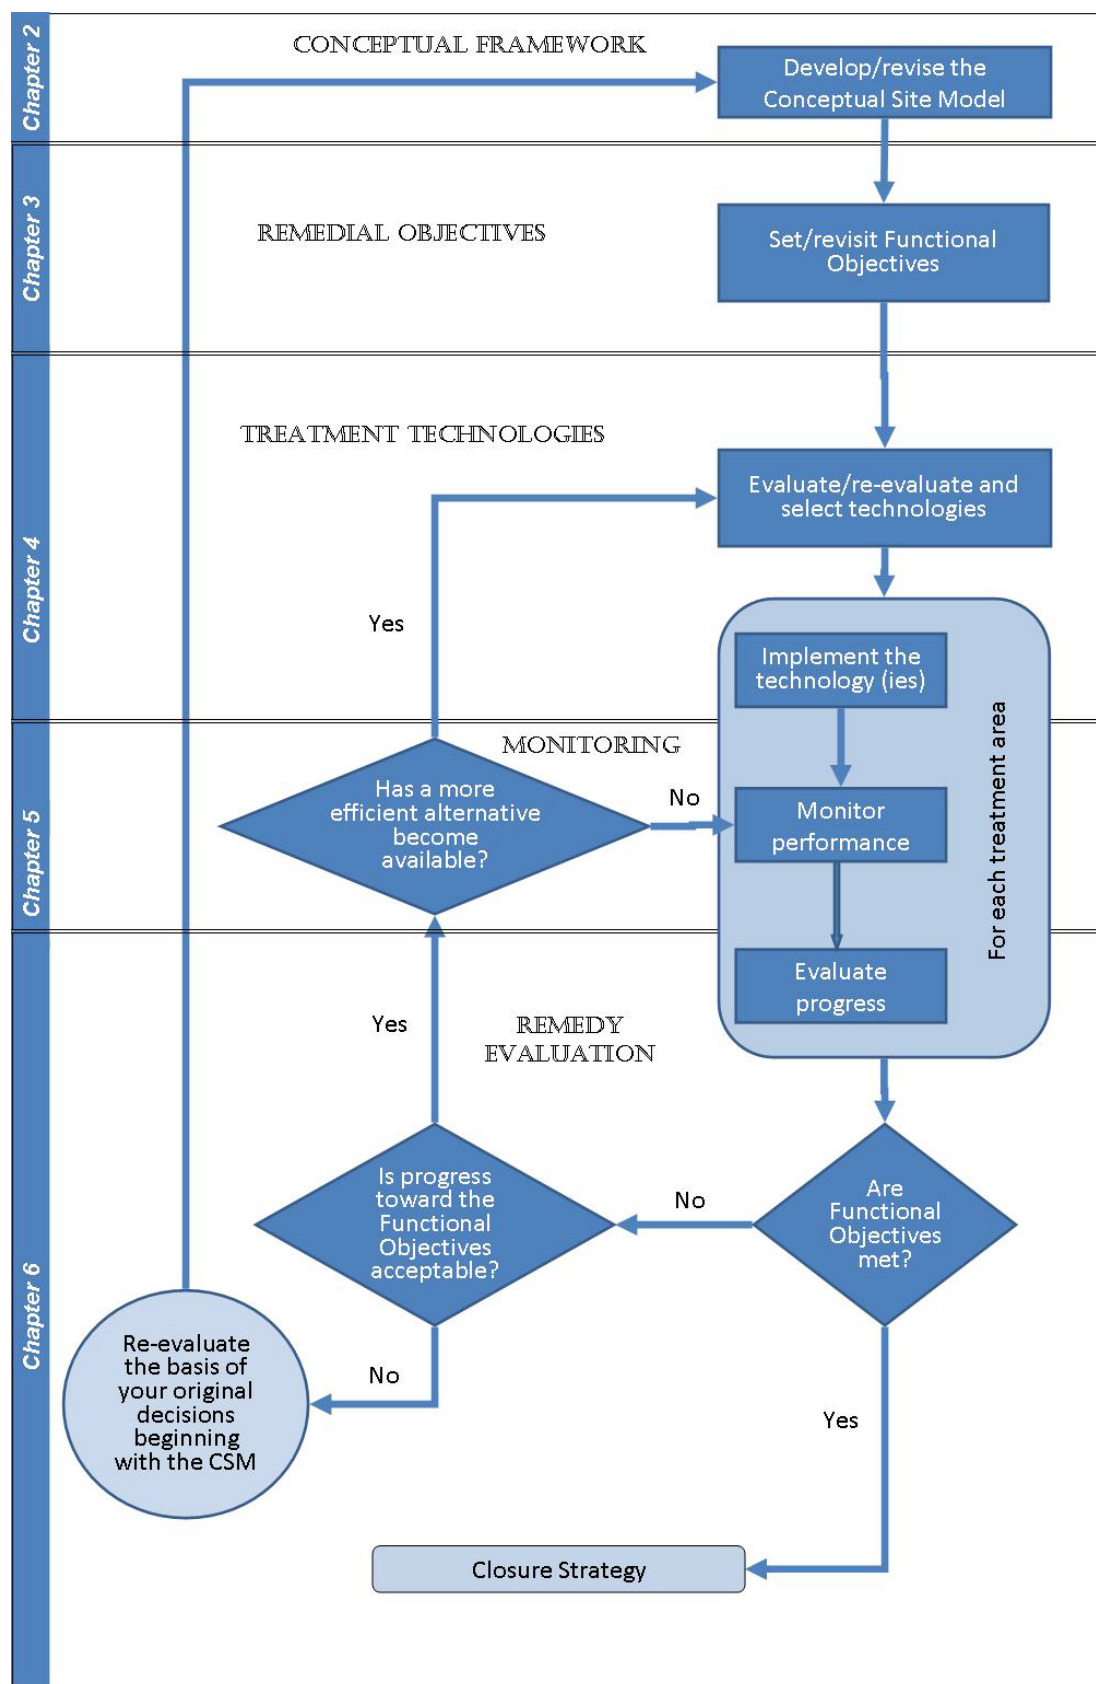 Chapter 2
CONCEPTUAL FRAMEWORK
Develop/revise the
Conceptual Site Model
Chapter 3
REMEDIAL OBJECTIVES
Set/revisit Functional
Objectives
Chapter 4
TREATMENT TECHNOLOGIES
Evaluate/re-evaluate and
select technologies
Yes
Implement the
technology (ies)
For each treatment area
Chapter 5
MONITORING
Has a more
efficient alternative
become
available?
No
Monitor
performance
Evaluate
progress
Chapter 6
Yes
REMEDY
EVALUATION
Is progress
toward the
Functional
Objectives
acceptable?
No
Are
Functional
Objectives
met?
Re-evaluate
the basis of
your original
decisions
beginning
with the CSM
No
Yes
Closure Strategy